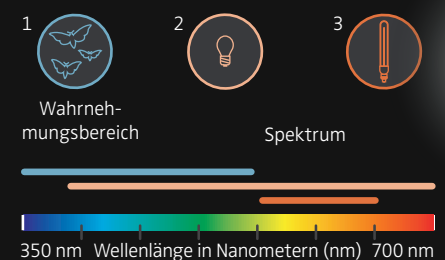 1
2
3
Wahrneh-
mungsbereich
Spektrum
350 nm Wellenlänge in Nanometern (nm) 700 nm